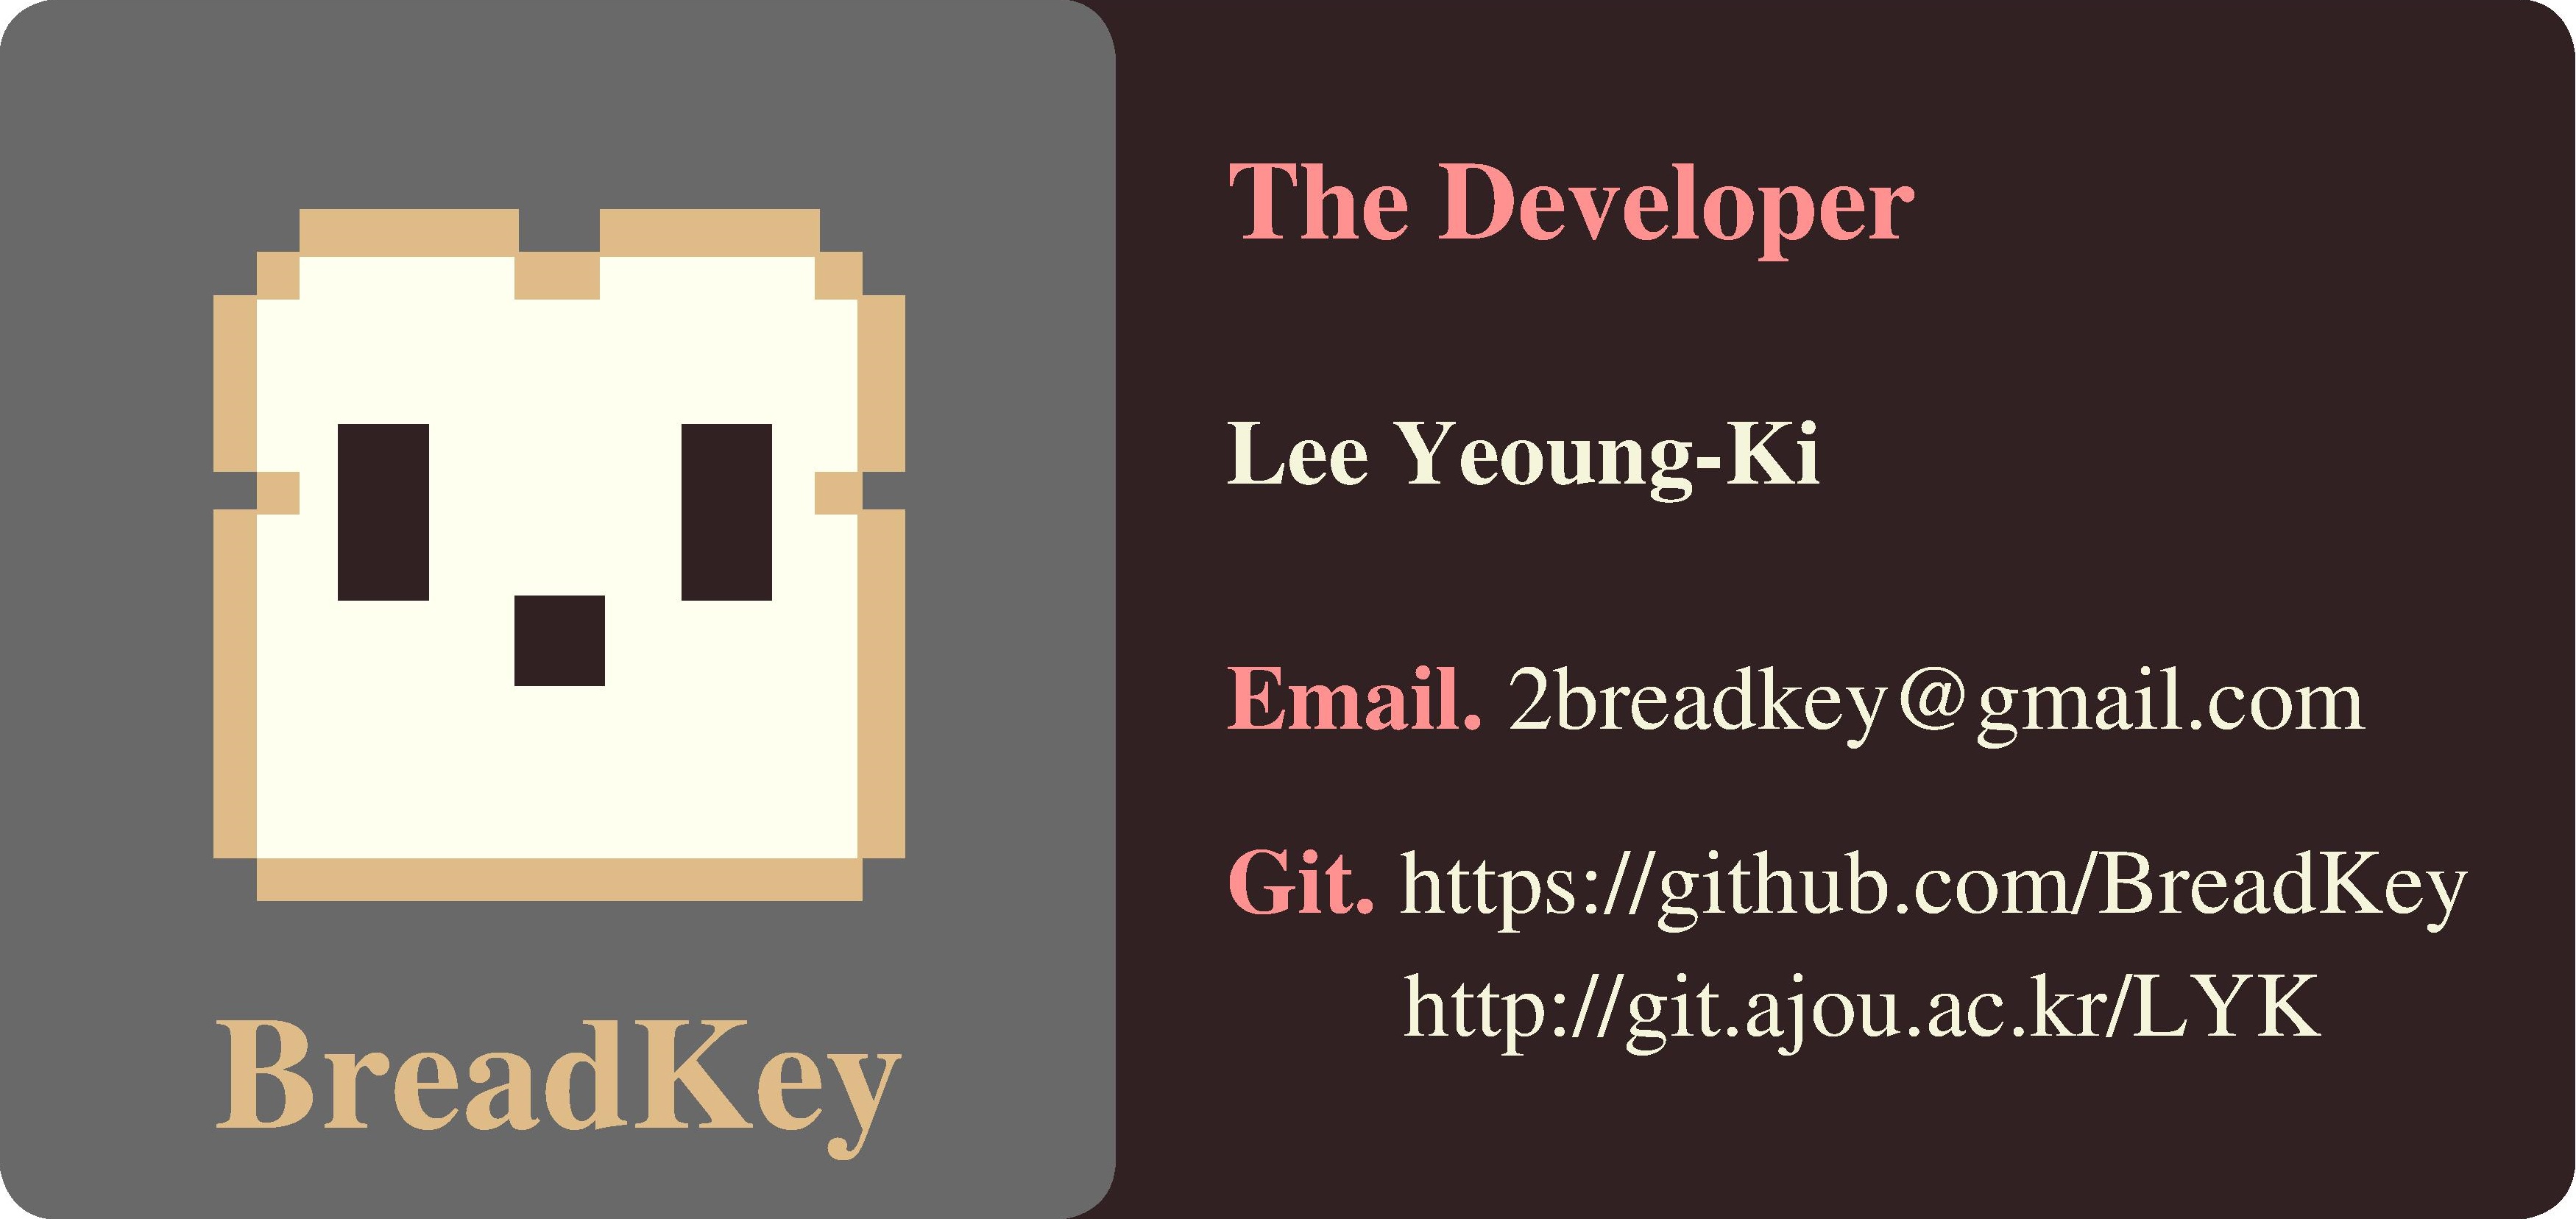 BreadKey
The Developer
Lee Yeoung-Ki
Email. 2breadkey@gmail.com
Git. https://github.com/BreadKey
http://git.ajou.ac.kr/LYK